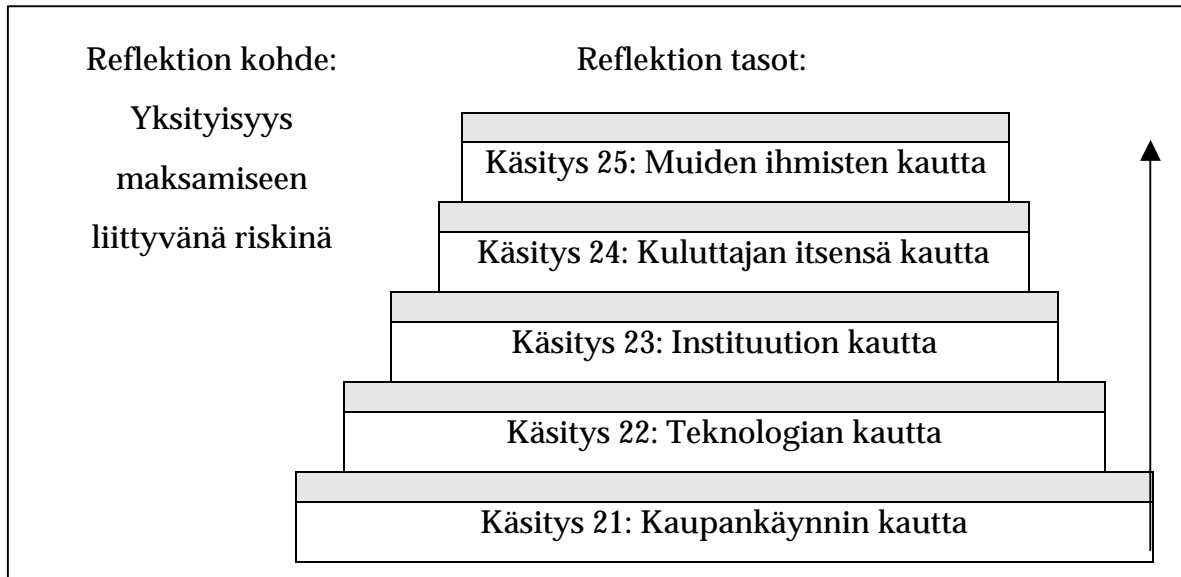 Reflektion kohde:
Yksityisyys
maksamiseen
liittyvänä riskinä
Reflektion tasot:
Käsitys 25: Muiden ihmisten kautta
Käsitys 24: Kuluttajan itsensä kautta
Käsitys 23: Instituution kautta
Käsitys 22: Teknologian kautta
Käsitys 21: Kaupankäynnin kautta